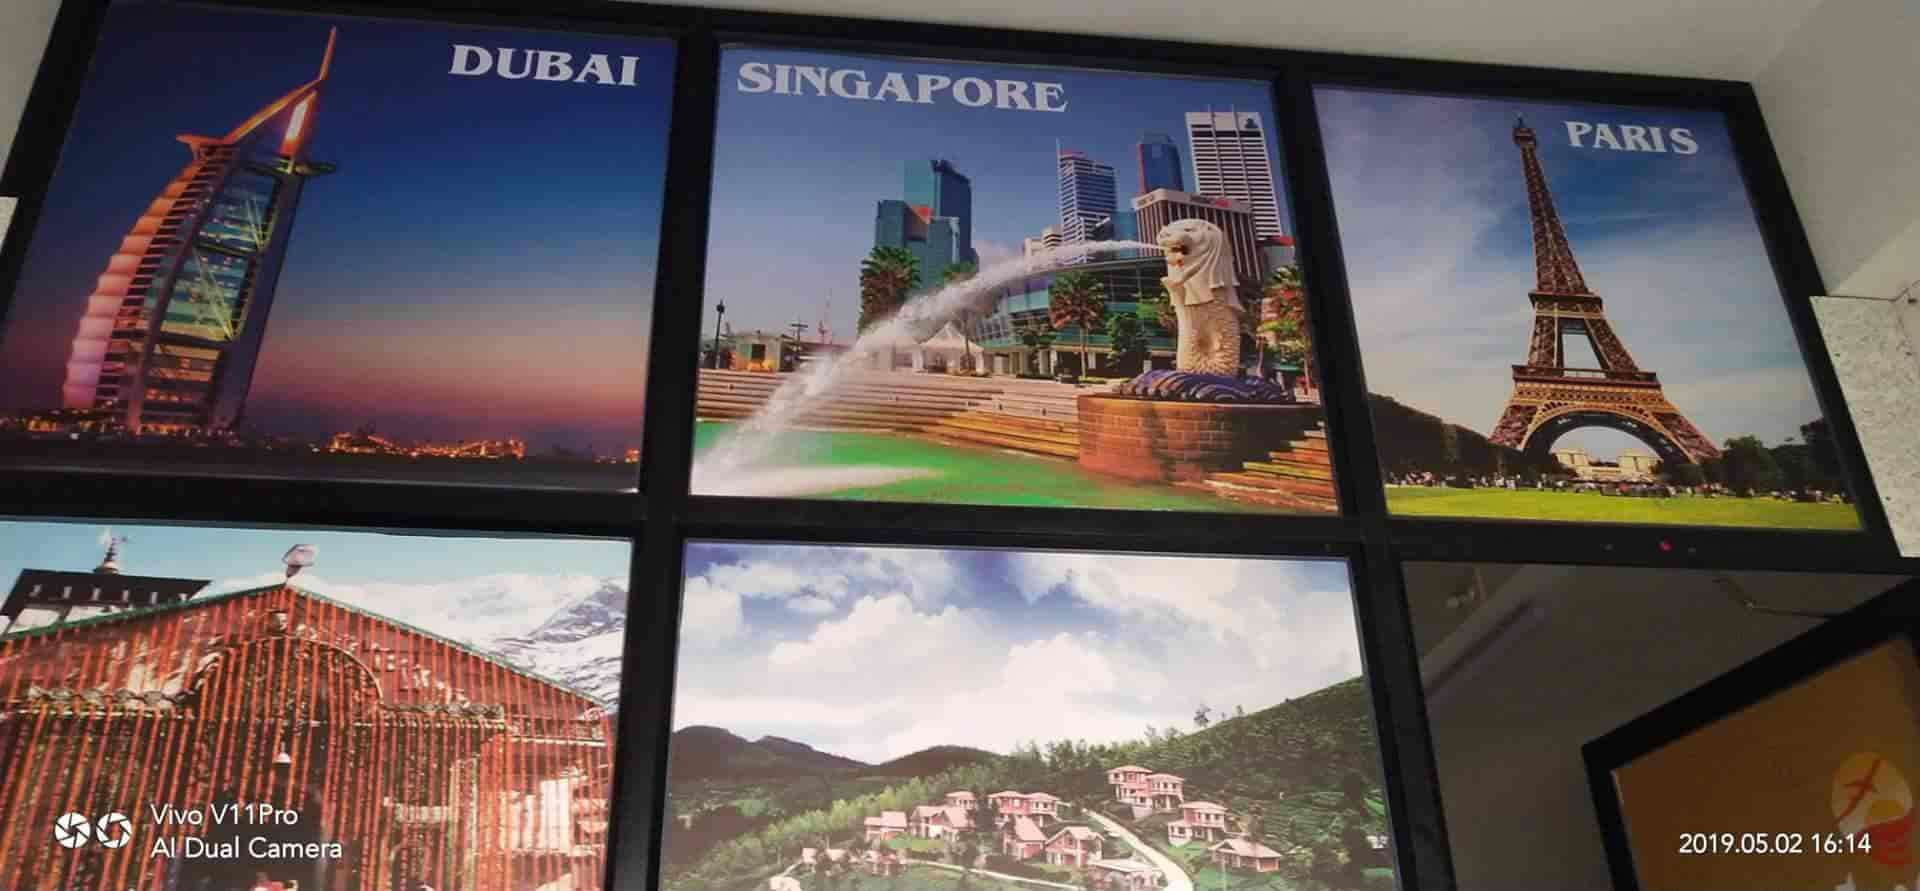 DUBAI
SINGAPORE
PARIS
Vivo V11Pro
AI Dual Camera
2019.05.02 16:14